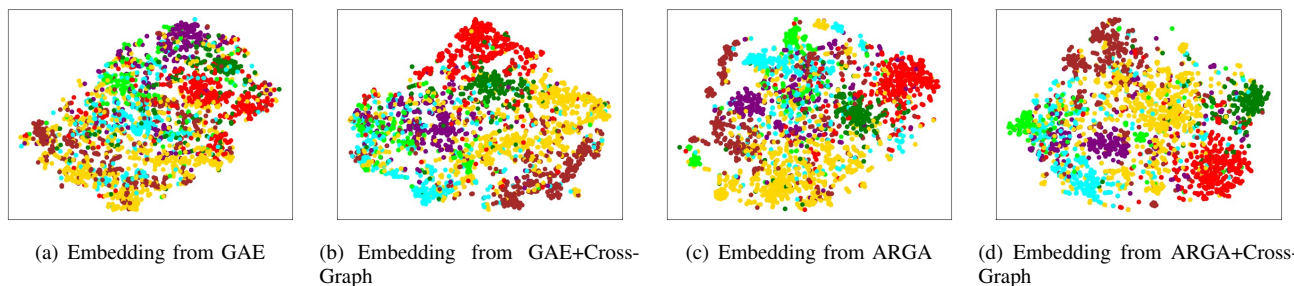 (a) Embedding from GAE
(b) Embedding from GAE+Cross-
Graph
(c) Embedding from ARGA
(d) Embedding from ARGA+Cross-
Graph